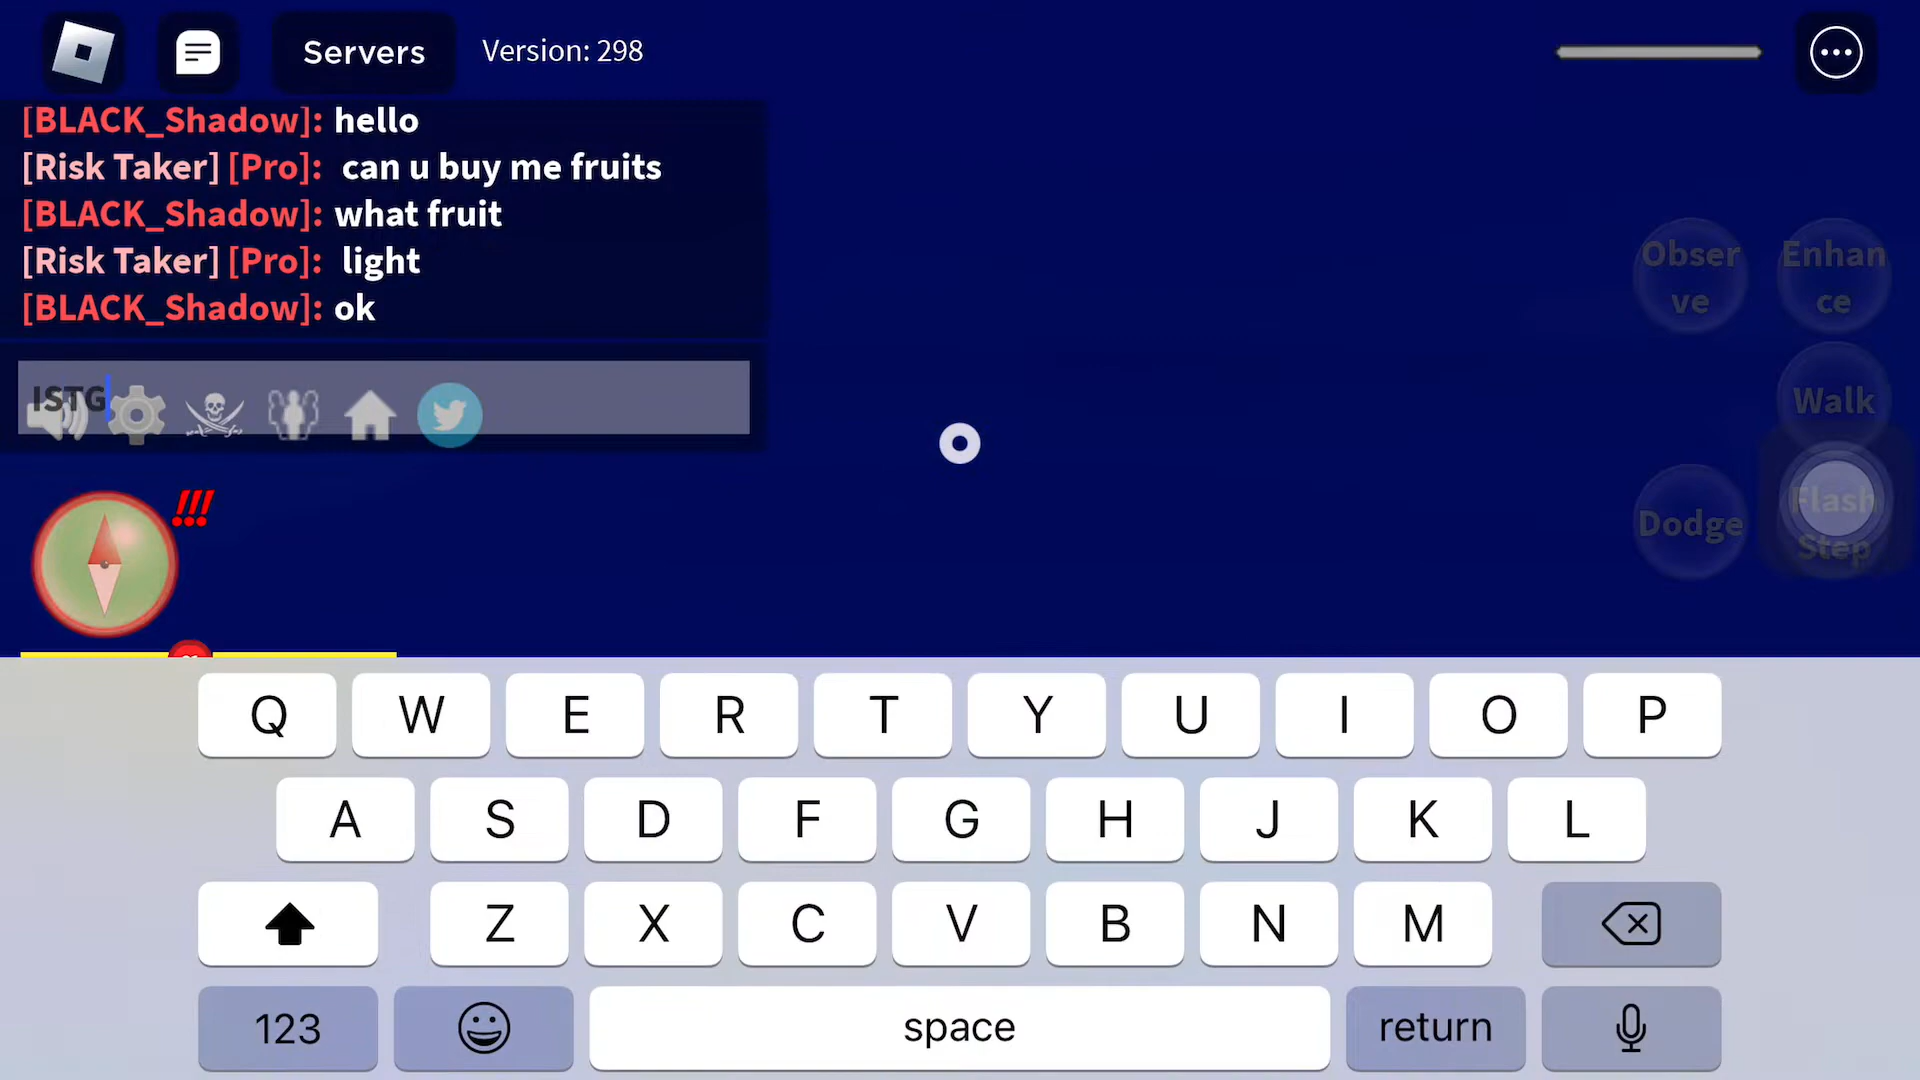 Servers Version: 298
[BLACK_Shadow]: hello
[Risk Taker] [Pro]: can u buy me fruits
[BLACK_Shadow]: what fruit
[Risk Taker] [Pro]: light
[BLACK_Shadow]: ok
ISTG
!!!
Obser
ve
Enhan
ce
Walk
Dodge
Flash
Step
Q W E R T Y U I O P
A S D F G H J K L
Z X C V B N M
123 space return